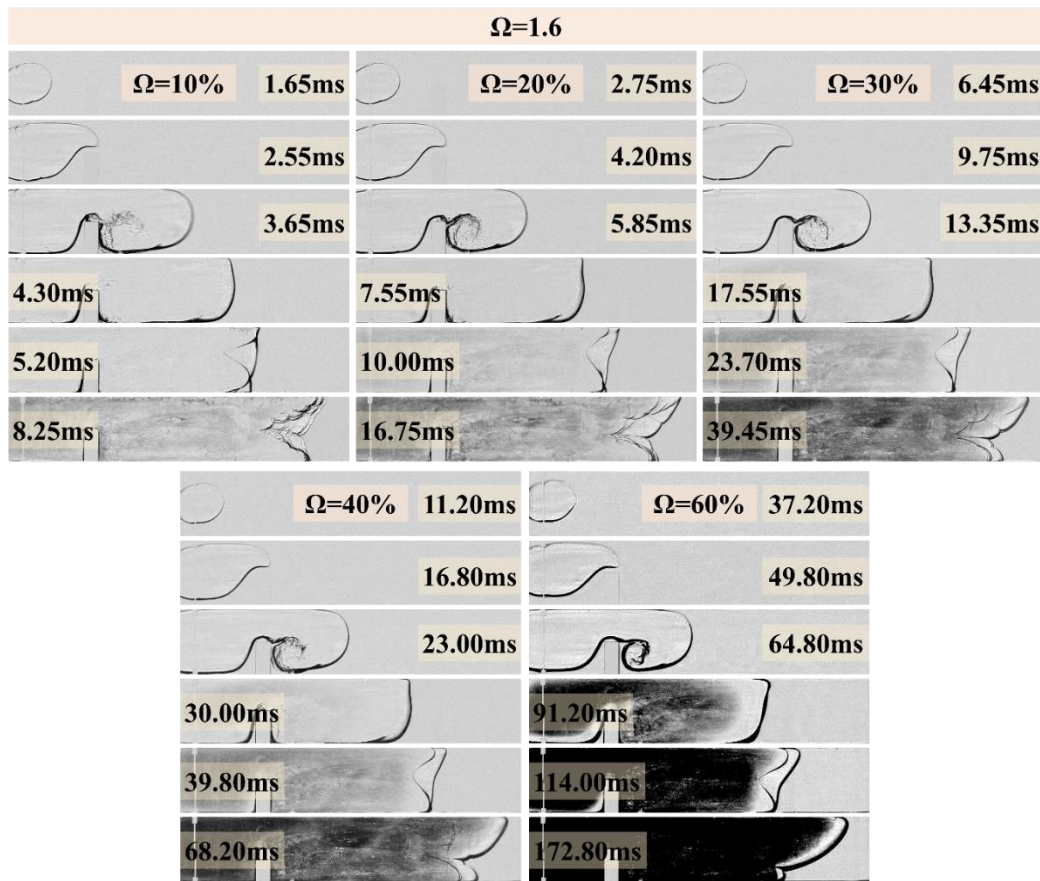 Ω=1.6
Ω=10% 1.65ms
2.55ms
3.65ms
4.30ms
5.20ms
8.25ms
Ω=20% 2.75ms
4.20ms
5.85ms
7.55ms
10.00ms
16.75ms
Ω=30% 6.45ms
9.75ms
13.35ms
17.55ms
23.70ms
39.45ms
Ω=40% 11.20ms
16.80ms
23.00ms
30.00ms
39.80ms
68.20ms
Ω=60% 37.20ms
49.80ms
64.80ms
91.20ms
114.00ms
172.80ms